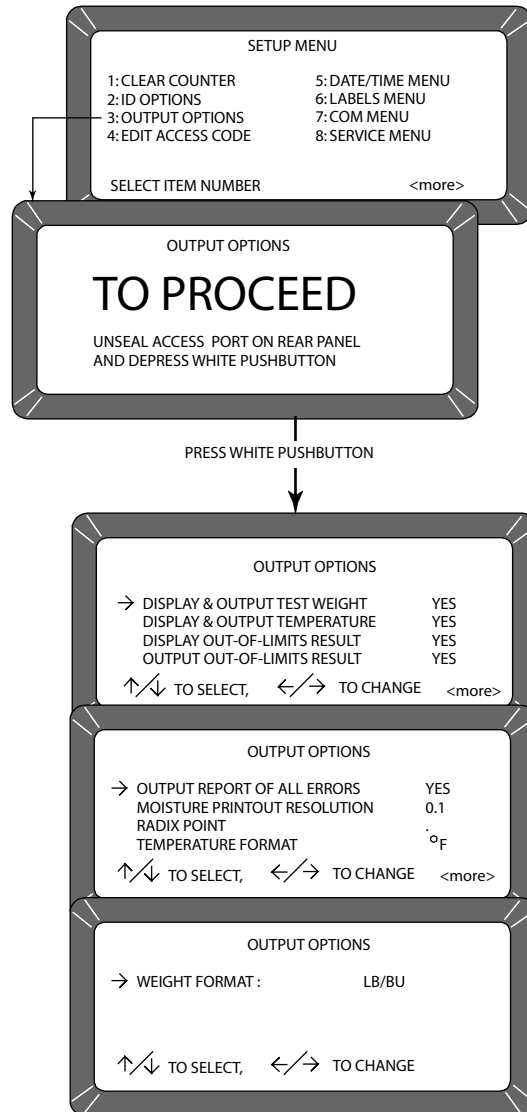 SETUP MENU
1:CLEAR COUNTER 5:DATE/TIME MENU
2:ID OPTIONS 6:LABELS MENU
3:OUTPUT OPTIONS 7:COM MENU
4:EDIT ACCESS CODE 8:SERVICE MENU
SELECT ITEM NUMBER <more>
OUTPUT OPTIONS
TO PROCEED
UNSEAL ACCESS PORT ON REAR PANEL
AND DEPRESS WHITE PUSHBUTTON
PRESS WHITE PUSHBUTTON
OUTPUT OPTIONS
→ DISPLAY & OUTPUT TEST WEIGHT YES
DISPLAY & OUTPUT TEMPERATURE YES
DISPLAY OUT-OF-LIMITS RESULT YES
OUTPUT OUT-OF-LIMITS RESULT YES
↑/↓ TO SELECT, ←/→ TO CHANGE <more>
OUTPUT OPTIONS
→ OUTPUT REPORT OF ALL ERRORS YES
MOISTURE PRINTOUT RESOLUTION 0.1
RADIX POINT .
TEMPERATURE FORMAT °F
↑/↓ TO SELECT, ←/→ TO CHANGE <more>
OUTPUT OPTIONS
→ WEIGHT FORMAT : LB/BU
↑/↓ TO SELECT, ←/→ TO CHANGE